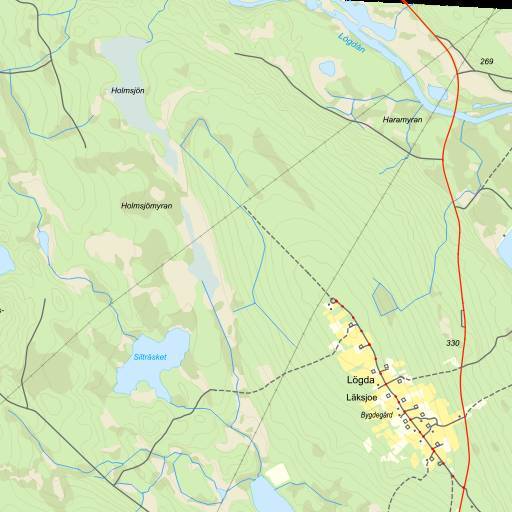 Lögdån
269
Holmsjön
Haramyran
Holmsjömyran
330
Silträsket
Lögda
Läksjoe
Bygdegård